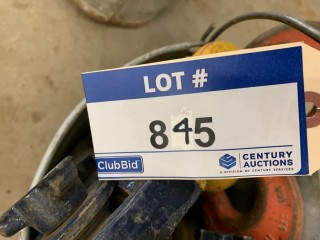 LOT #
845
ClubBid
CENTURY
AUCTIONS
A DIVISION OF CENTURY SERVICES